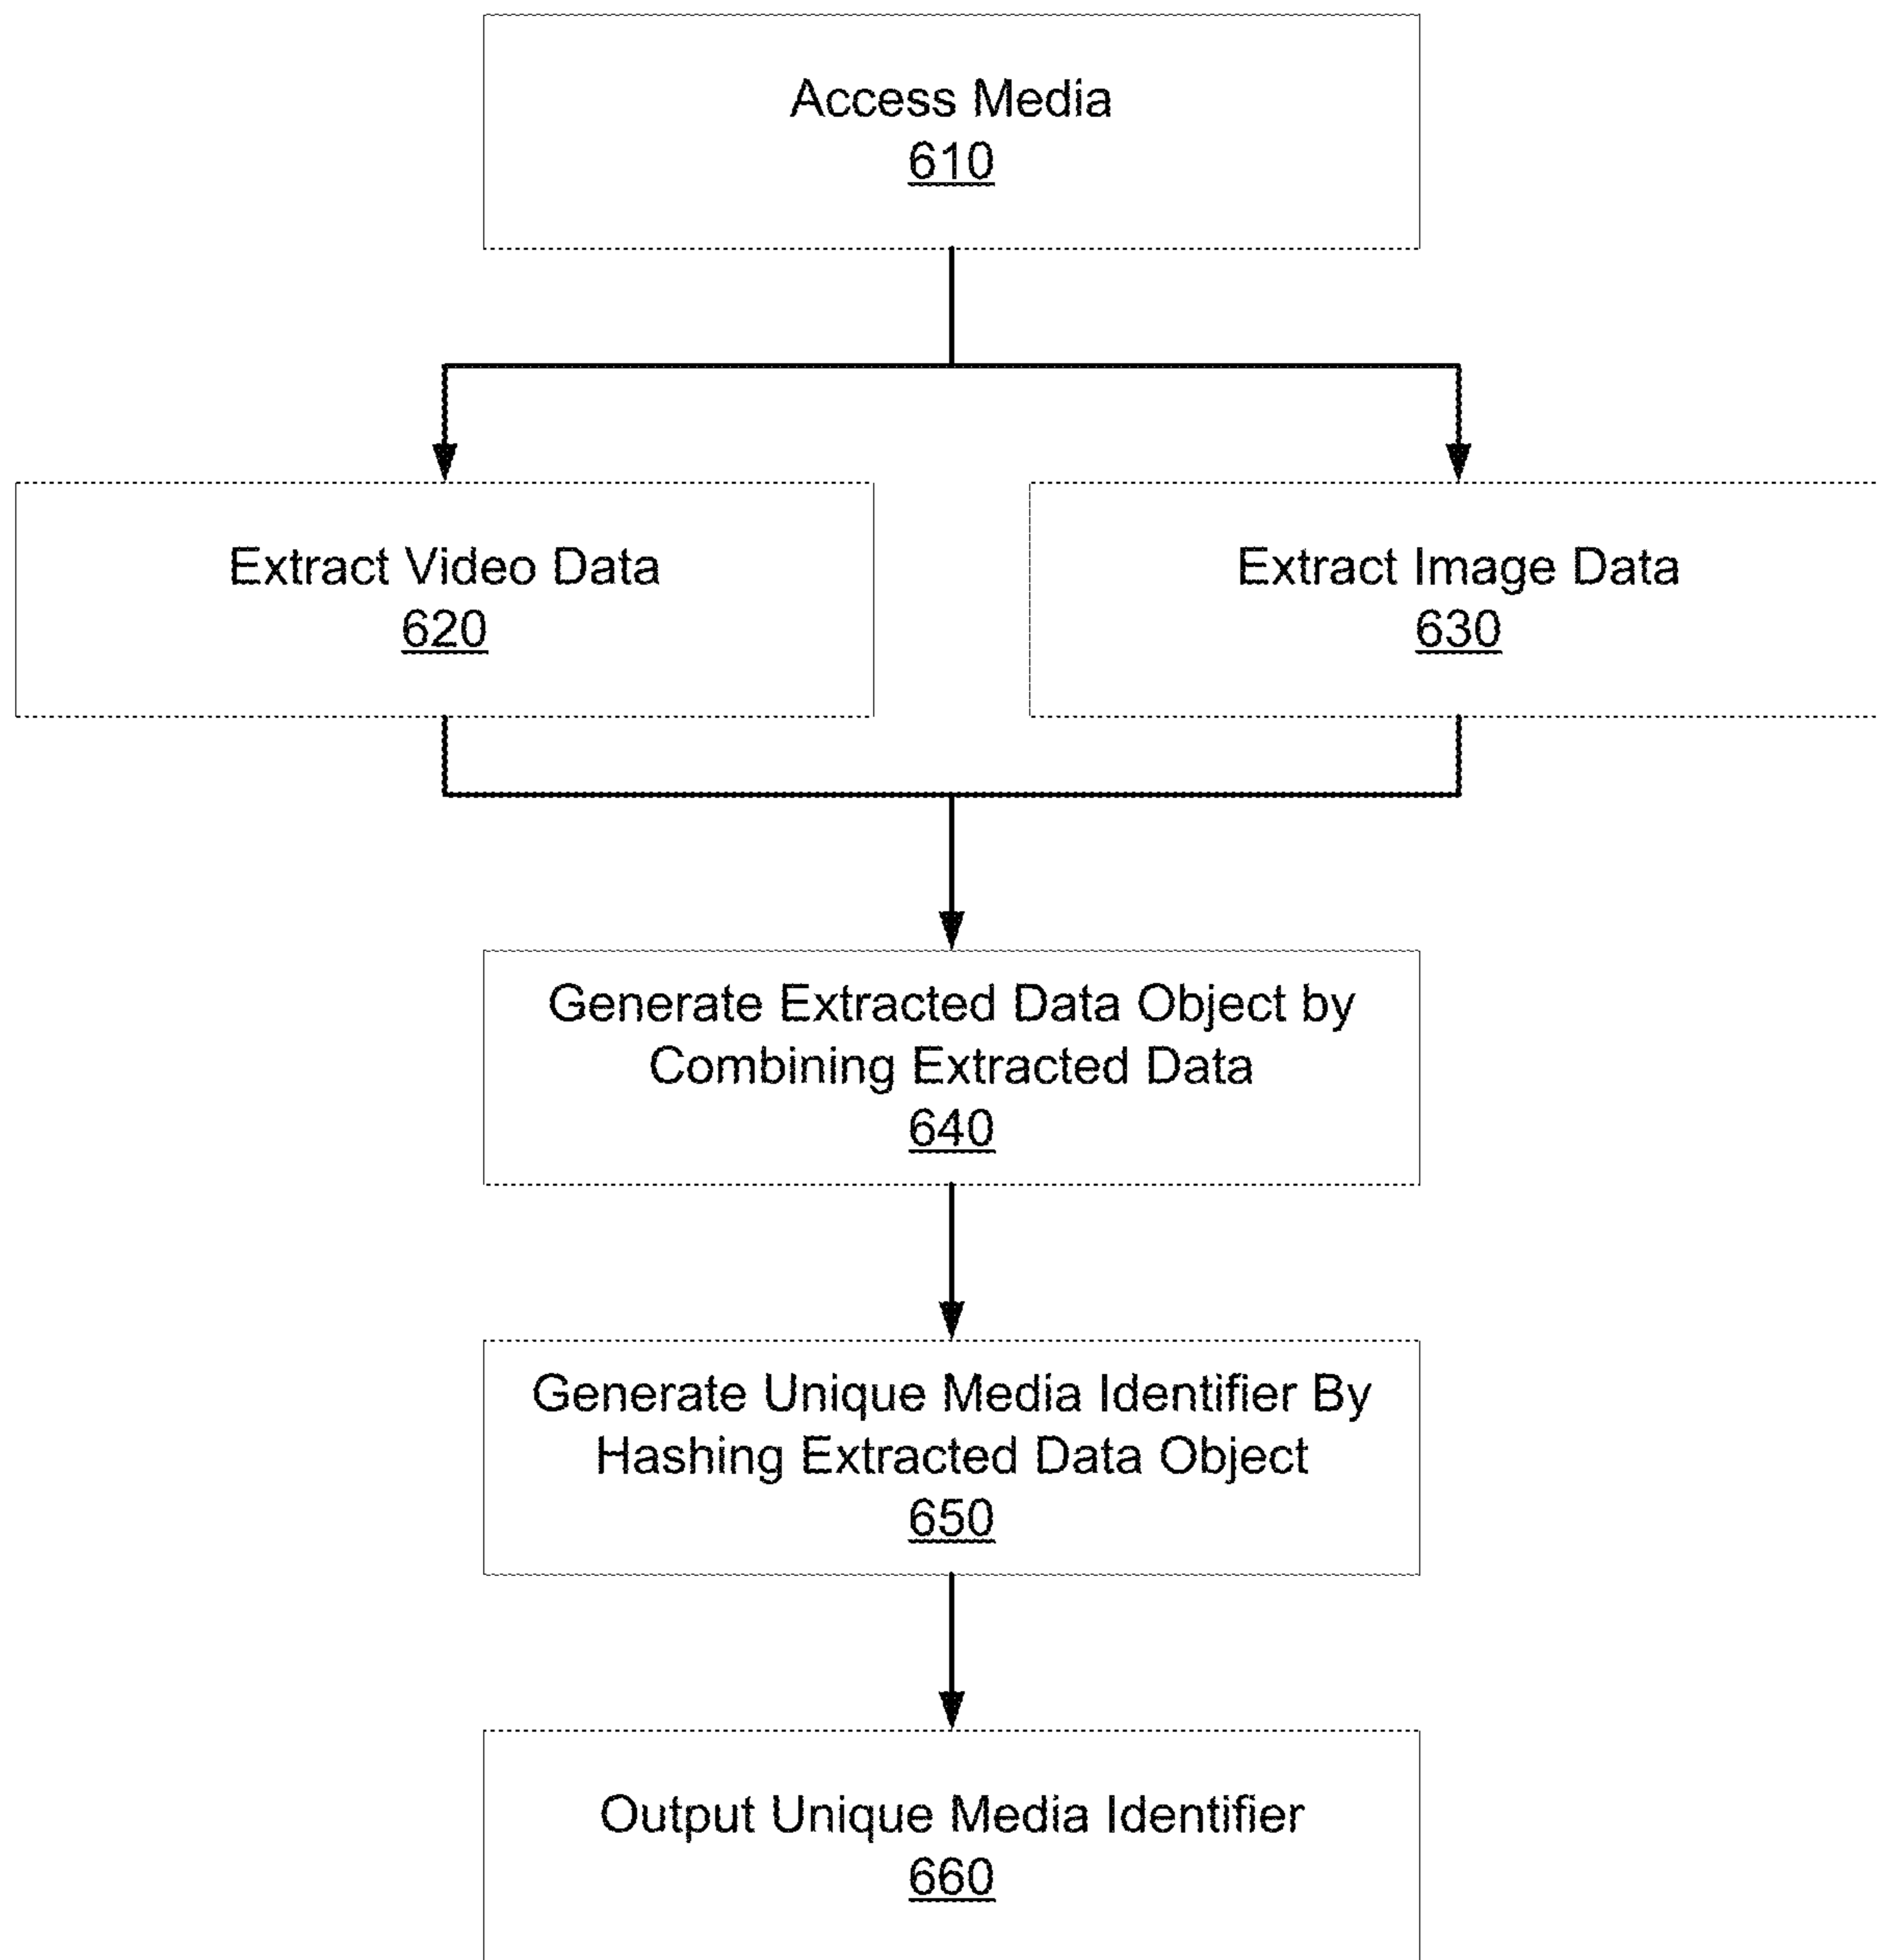 Access Media
610
Extract Video Data
620
Extract Image Data
630
Generate Extracted Data Object by
Combining Extracted Data
640
Generate Unique Media Identifier By
Hashing Extracted Data Object
650
Output Unique Media Identifier
660